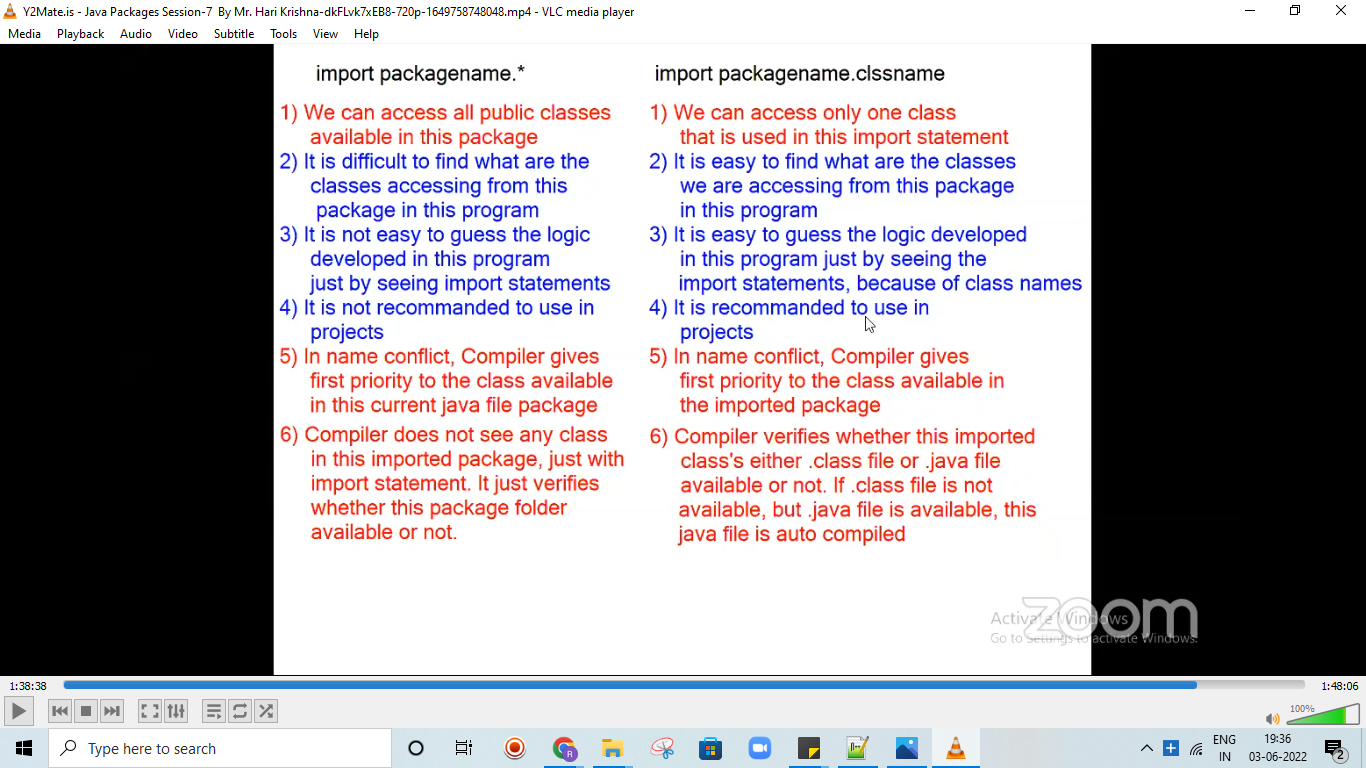 Y2Mate.is - Java Packages Session-7 By Mr. Hari Krishna-dkFLvk7xEB8-720p-1649758748048.mp4 - VLC media player
Media Playback Audio Video Subtitle Tools View Help
import packagename.*
1) We can access all public classes
available in this package
2) It is difficult to find what are the
classes accessing from this
package in this program
3) It is not easy to guess the logic
developed in this program
just by seeing import statements
4) It is not recommanded to use in
projects
5) In name conflict, Compiler gives
first priority to the class available
in this current java file package
6) Compiler does not see any class
in this imported package, just with
import statement. It just verifies
whether this package folder
available or not.
import packagename.clssname
1) We can access only one class
that is used in this import statement
2) It is easy to find what are the classes
we are accessing from this package
in this program
3) It is easy to guess the logic developed
in this program just by seeing the
import statements, because of class names
4) It is recommanded to use in
projects
5) In name conflict, Compiler gives
first priority to the class available in
the imported package
6) Compiler verifies whether this imported
class's either .class file or .java file
available or not. If .class file is not
available, but .java file is available, this
java file is auto compiled
zoom
Activate Windows
Go to Settings to activate Windows.
1:38:38
1:48:06
100%
Type here to search
ENG
IN
19:36
03-06-2022
2